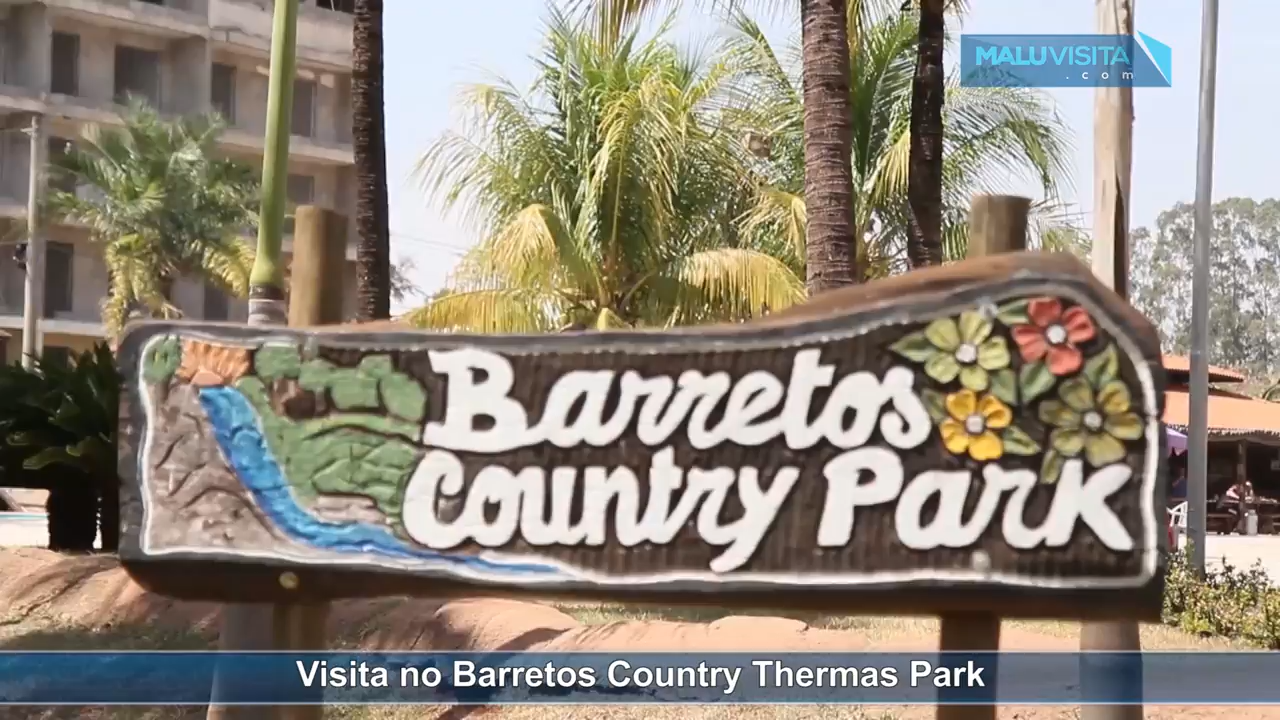 MALUVISITA
.com
Barretos
Country Park
Visita no Barretos Country Thermas Park